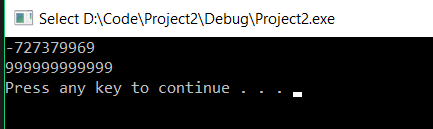 Select D:\Code\Project2\Debug\Project2.exe
-727379969
999999999999
Press any key to continue . . .